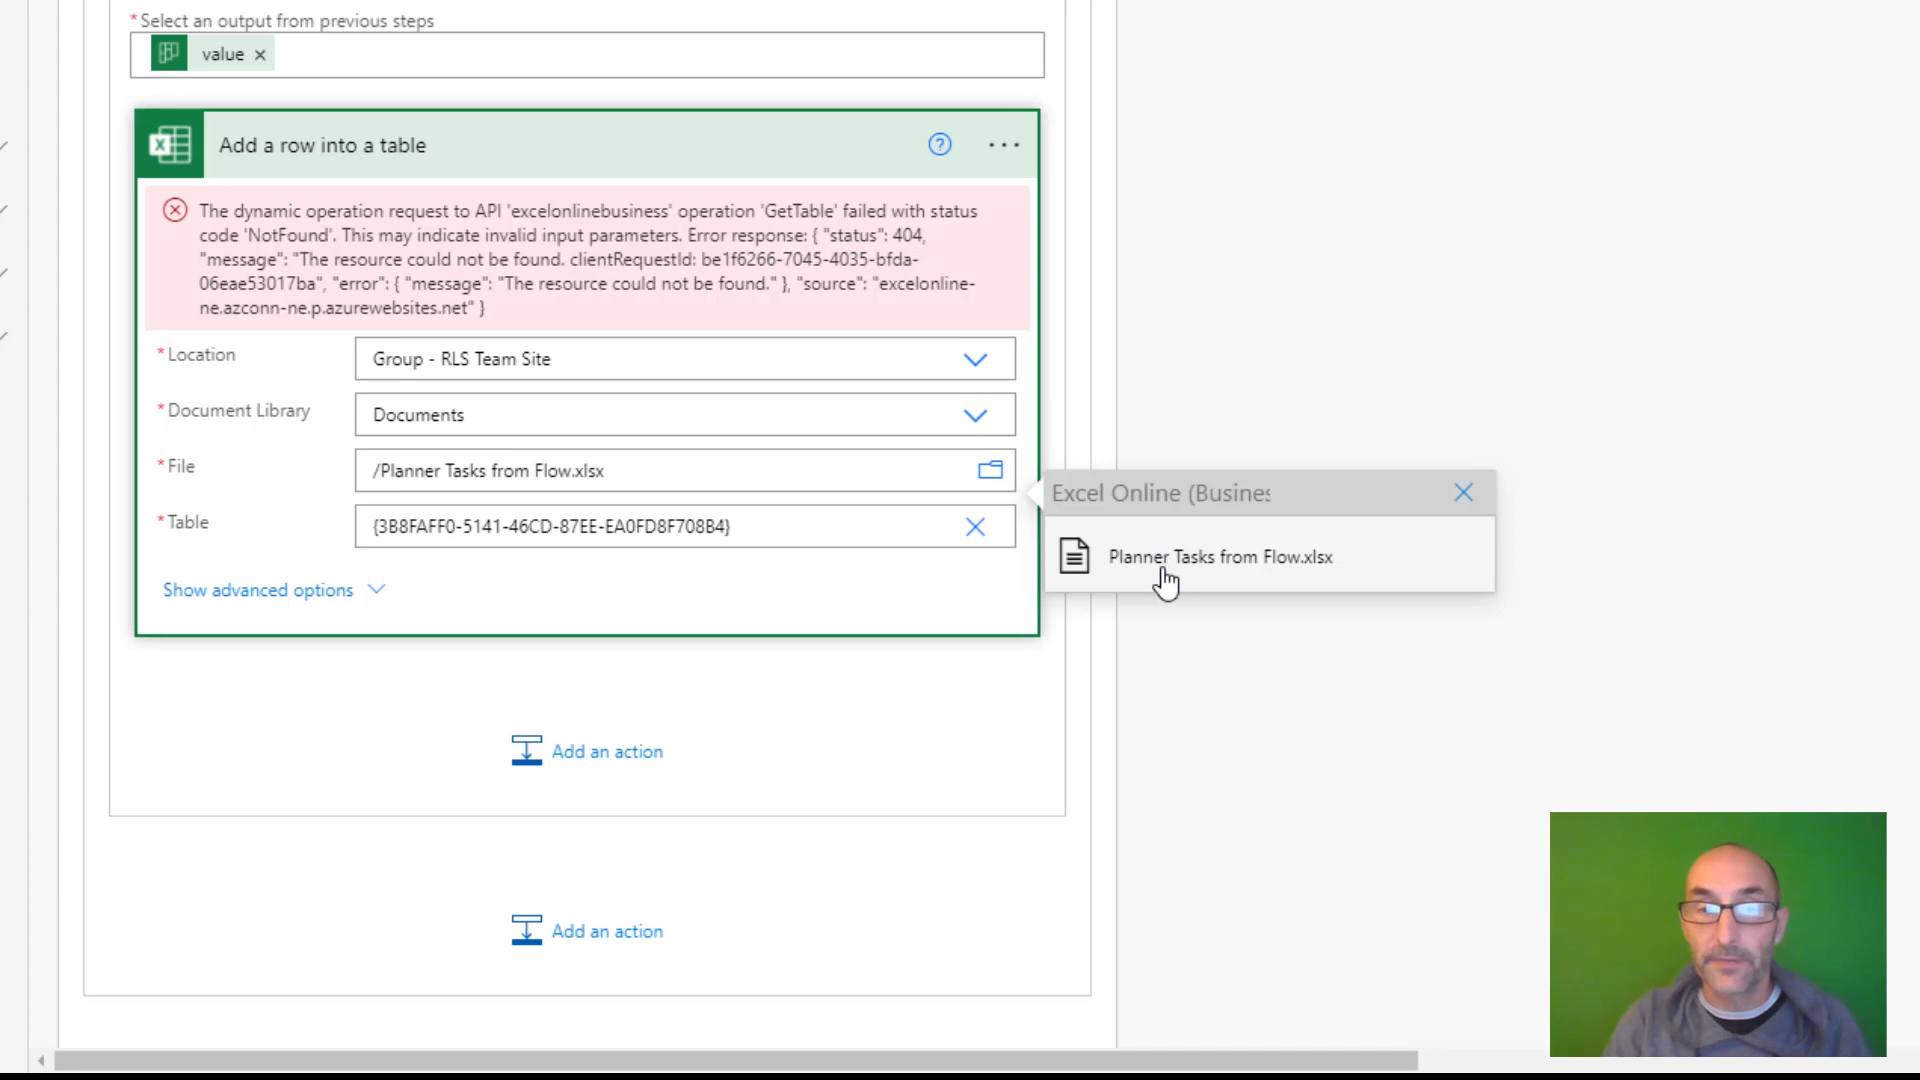 * Select an output from previous steps
value ×
Add a row into a table
The dynamic operation request to API 'excelonlinebusiness' operation 'GetTable' failed with status
code 'NotFound'. This may indicate invalid input parameters. Error response: { "status": 404,
"message": "The resource could not be found. clientRequestId: be1f6266-7045-4035-bfda-
06eae53017ba", "error": { "message": "The resource could not be found." }, "source": "excelonline-
ne.azconn-ne.p.azurewebsites.net" }
* Location
Group - RLS Team Site
* Document Library
Documents
* File
/Planner Tasks from Flow.xlsx
Excel Online (Busines
* Table
{3B8FAFF0-5141-46CD-87EE-EA0FD8F708B4}
Planner Tasks from Flow.xlsx
Show advanced options
Add an action
Add an action